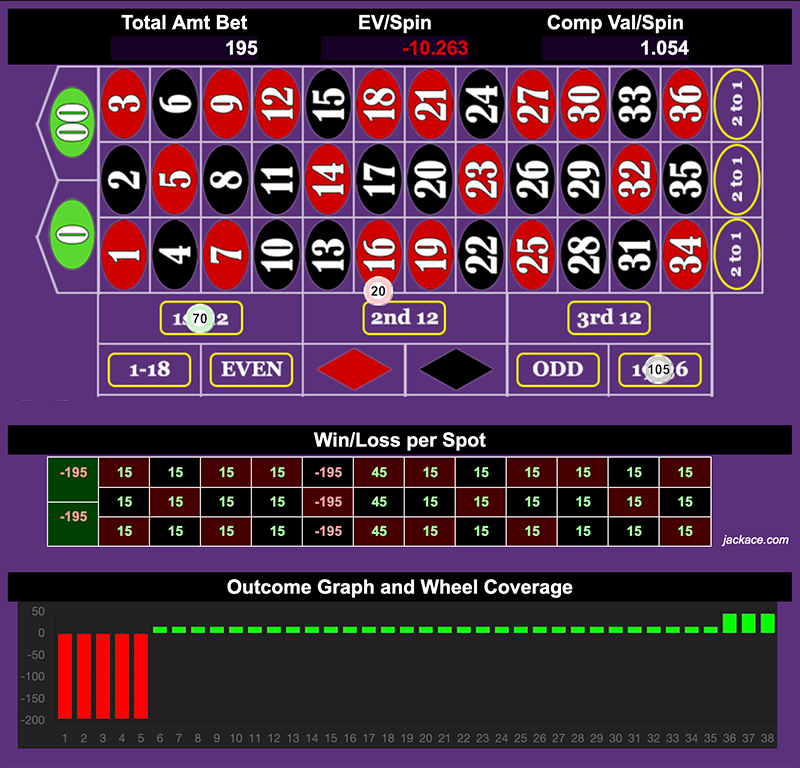 Total Amt Bet EV/Spin Comp Val/Spin
195 -10.263 1.054
00 3 6 9 12 15 18 21 24 27 30 33 36 2 to 1
2 5 8 11 14 17 20 23 26 29 32 35 2 to 1
0 1 4 7 10 13 16 19 22 25 28 31 34 2 to 1
20
70 2nd 12 3rd 12
1-18 EVEN ODD 105
Win/Loss per Spot
-195 15 15 15 15 -195 45 15 15 15 15 15 15
15 15 15 15 -195 45 15 15 15 15 15 15
-195 15 15 15 15 -195 45 15 15 15 15 15 15
jackace.com
Outcome Graph and Wheel Coverage
50
0
-50
-100
-150
-200
1 2 3 4 5 6 7 8 9 10 11 12 13 14 15 16 17 18 19 20 21 22 23 24 25 26 27 28 29 30 31 32 33 34 35 36 37 38